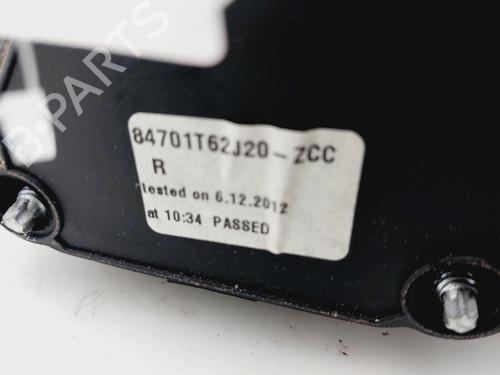 B-PARTS
84701T62J20-ZCC
R
tested on 6.12.2012
at 10:34 PASSED